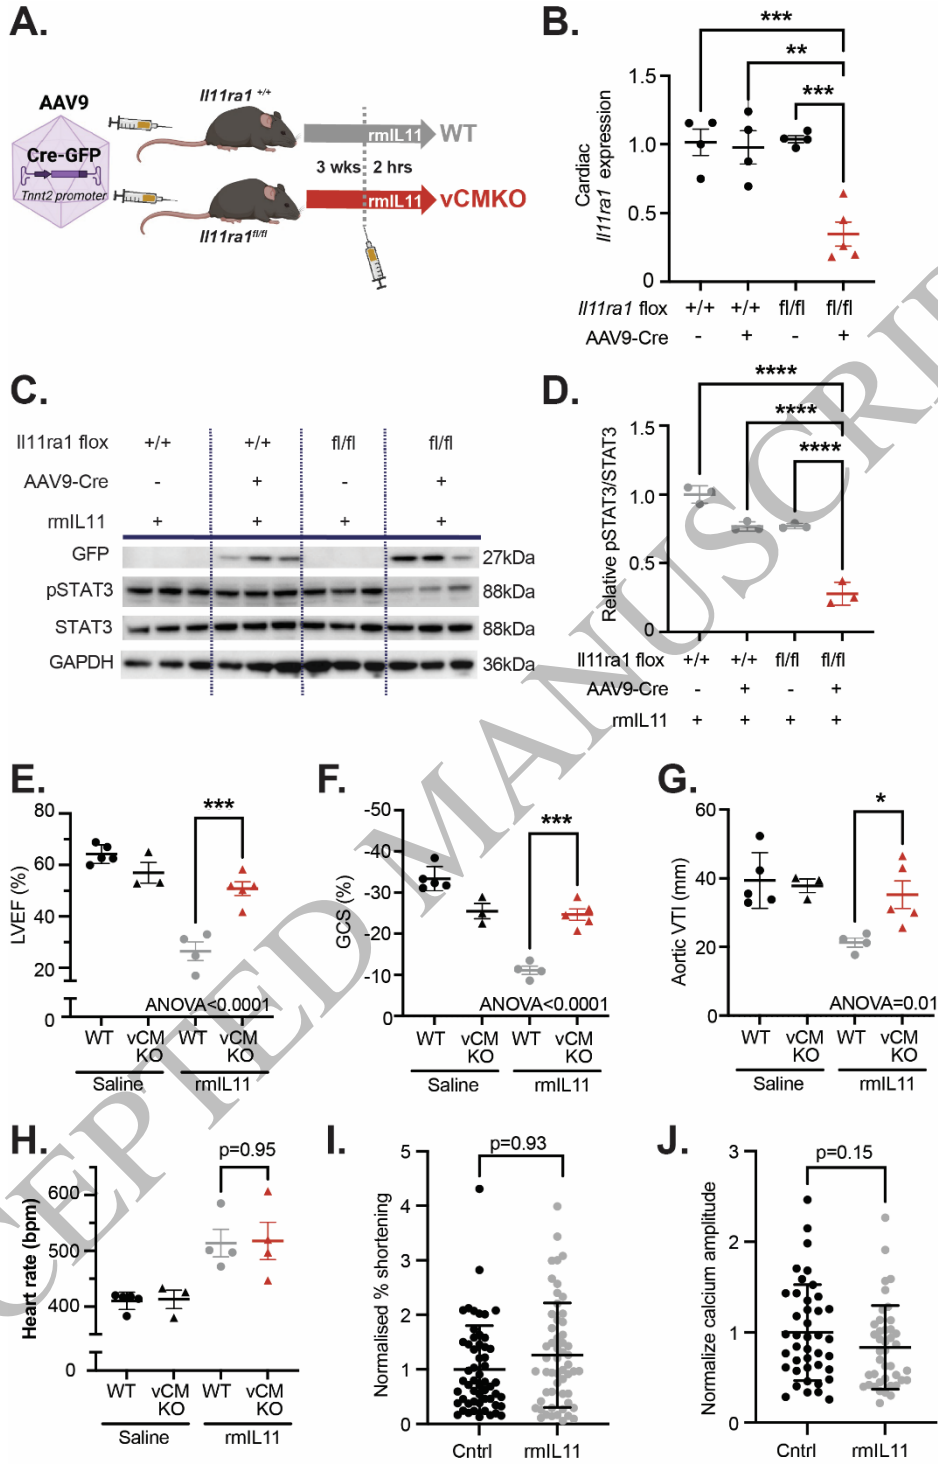 A.
AAV9
Cre-GFP
Tnnt2 promoter
Il11ra1 +/+
rmIL11
WT
3 wks
2 hrs
rmIL11
vCMKO
Il11ra1fl/fl
B.
***
**
***
Cardiac
Il11ra1 expression
1.5
1.0
0.5
0
Il11ra1 flox +/+ +/+ fl/fl fl/fl
AAV9-Cre - + - +
C.
Il11ra1 flox +/+ +/+ fl/fl fl/fl
AAV9-Cre - + - +
rmIL11 + + + +
GFP 27kDa
pSTAT3 88kDa
STAT3 88kDa
GAPDH 36kDa
D.
****
****
****
Relative pSTAT3/STAT3
1.5
1.0
0.5
0
Il11ra1 flox +/+ +/+ fl/fl fl/fl
AAV9-Cre - + - +
rmIL11 + + + +
E.
***
LVEF (%)
80
60
40
20
0
ANOVA<0.0001
WT vCM WT vCM
KO KO
Saline rmIL11
F.
***
GCS (%)
-50
-40
-30
-20
-10
0
ANOVA<0.0001
WT vCM WT vCM
KO KO
Saline rmIL11
G.
*
Aortic VTI (mm)
60
40
20
0
ANOVA=0.01
WT vCM WT vCM
KO KO
Saline rmIL11
H.
p=0.95
Heart rate (bpm)
600
500
400
0
WT vCM WT vCM
KO KO
Saline rmIL11
I.
p=0.93
Normalised % shortening
5
4
3
2
1
0
Cntrl rmIL11
J.
p=0.15
Normalize calcium amplitude
3
2
1
0
Cntrl rmIL11
CEPTED MANUSCRIP